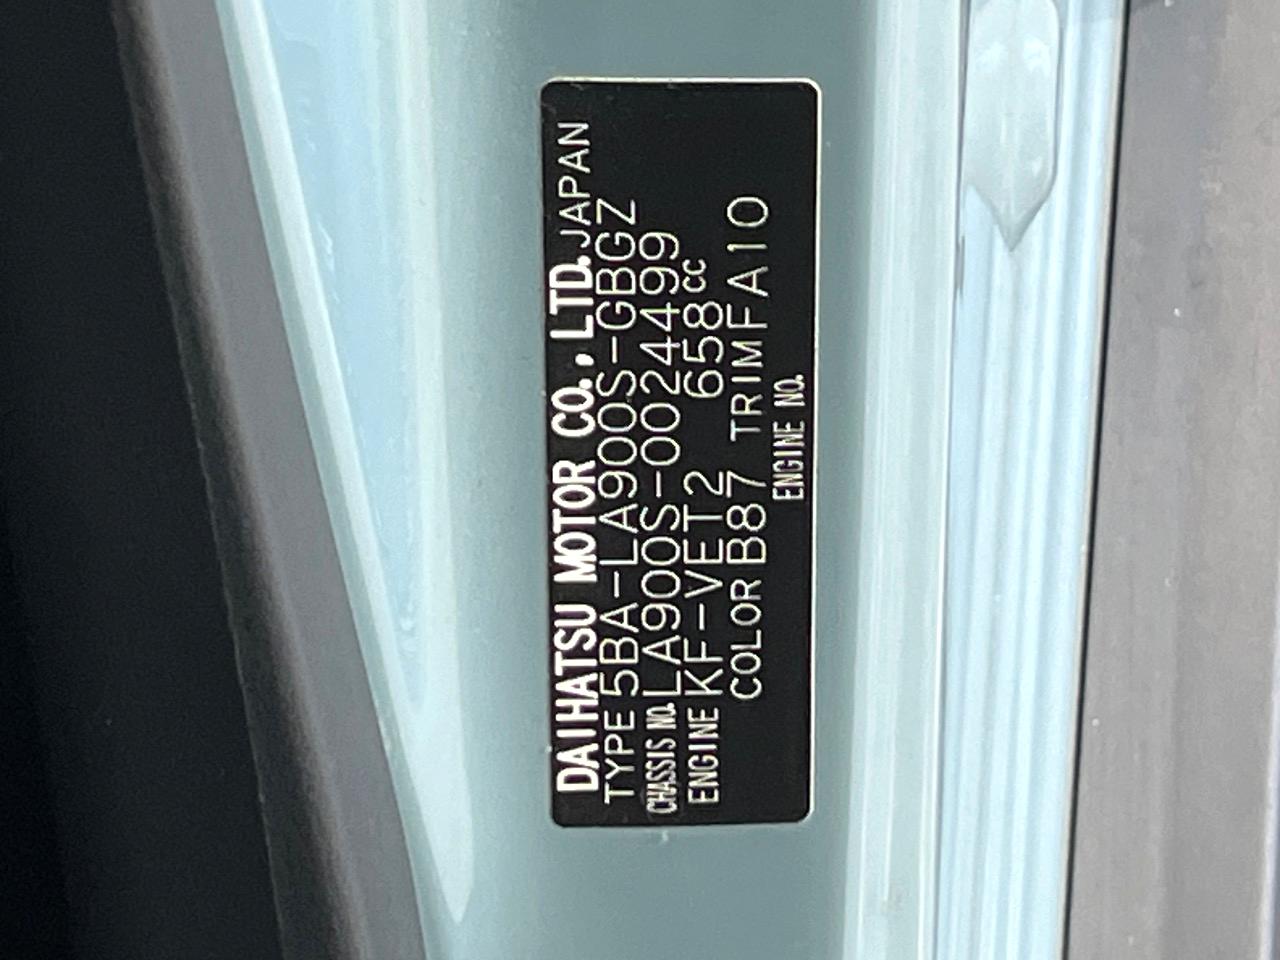 DAIHATSU MOTOR CO.,LTD.JAPAN
TYPE 5BA-LA900S-GBGZ
CHASSIS NO. LA900S-0024499
ENGINE KF-VET2 658cc
COLOR B87 TRIM FA10
ENGINE NO.